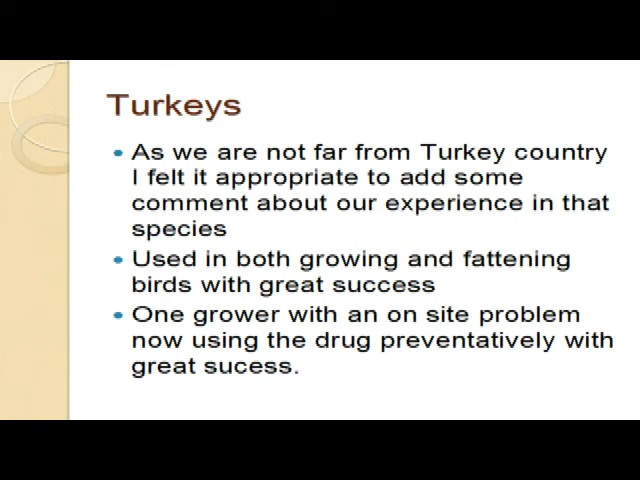 Turkeys
• As we are not far from Turkey country
I felt it appropriate to add some
comment about our experience in that
species
• Used in both growing and fattening
birds with great success
• One grower with an on site problem
now using the drug preventatively with
great sucess.